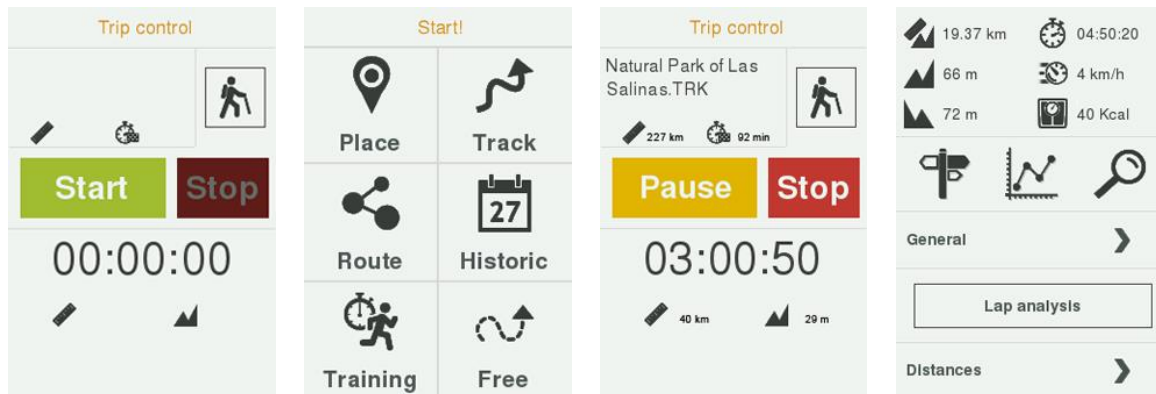 Trip control
Start Stop
00:00:00
Start!
Place Track
Route 27 Historic
Training Free
Trip control
Natural Park of Las
Salinas.TRK
227 km 92 min
Pause Stop
03:00:50
40 km 29 m
19.37 km 04:50:20
66 m 4 km/h
72 m 40 Kcal
General
Lap analysis
Distances